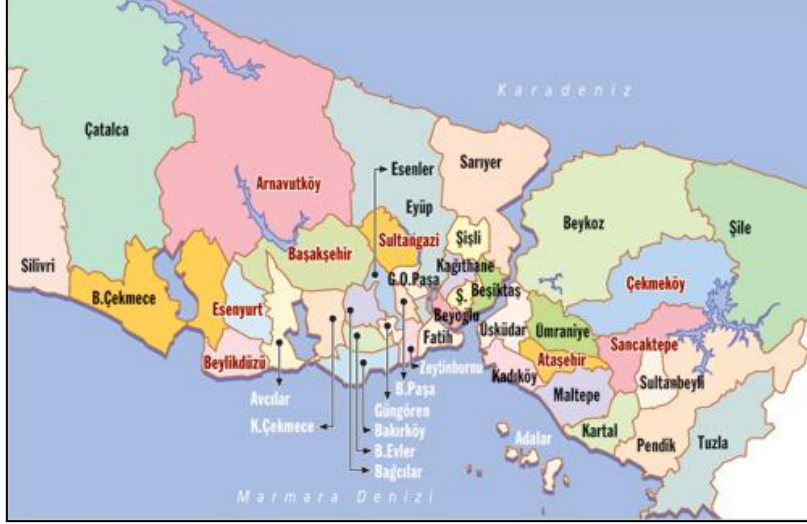 Karadeniz
Çatalca
Esenler
Sarıyer
Arnavutköy
Eyüp
Beykoz
Şile
Silivri
Başakşehir
Sultangazi
Şişli
Kağıthane
G.O.Paşa
Çekmeköy
B.Çekmece
Esenyurt
Ş.
Beşiktaş
Beyoğlu
Üsküdar
Ümraniye
Sancaktepe
Fatih
Ataşehir
Beylikdüzü
Zeytinburnu
Kadıköy
Sultanbeyli
Avcılar
B.Paşa
Maltepe
Güngören
K.Çekmece
Bakırköy
Kartal
Adalar
Pendik
Tuzla
B.Evler
Bağcılar
Marmara Denizi